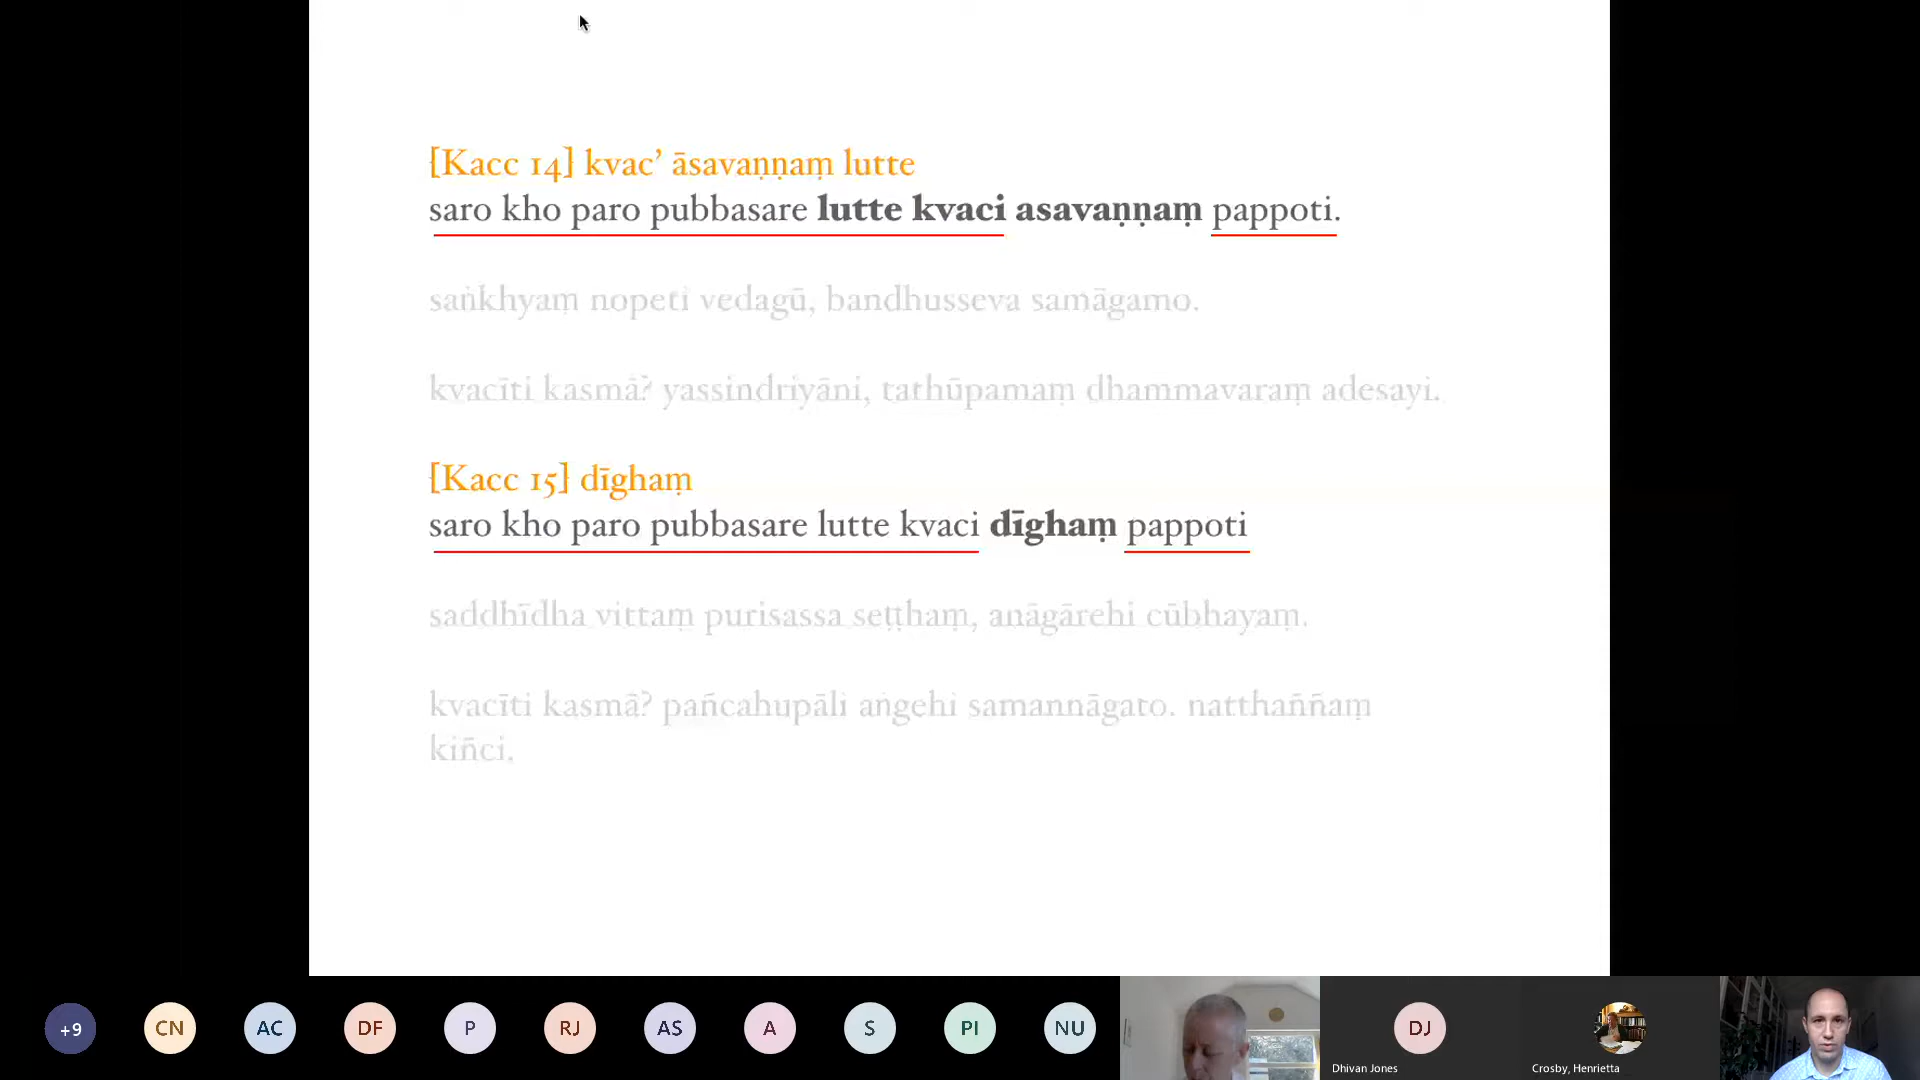 [Kacc 14] kvac’ āsavaṇṇaṃ lutte
saro kho paro pubbasare lutte kvaci asavaṇṇaṃ pappoti.
saṅkhyaṃ nopeti vedagū, bandhusseva samāgamo.
kvacīti kasmā? yassindriyāni, tathūpamaṃ dhammavaraṃ adesayi.
[Kacc 15] dīghaṃ
saro kho paro pubbasare lutte kvaci dīghaṃ pappoti
saddhīdha vittaṃ purisassa seṭṭhaṃ, anāgārehi cūbhayaṃ.
kvacīti kasmā? pañcahupāli aṅgehi samannāgato. natthaññaṃ
kiñci.
+9 CN AC DF P RJ AS A S PI NU DJ
Dhivan Jones Crosby, Henrietta